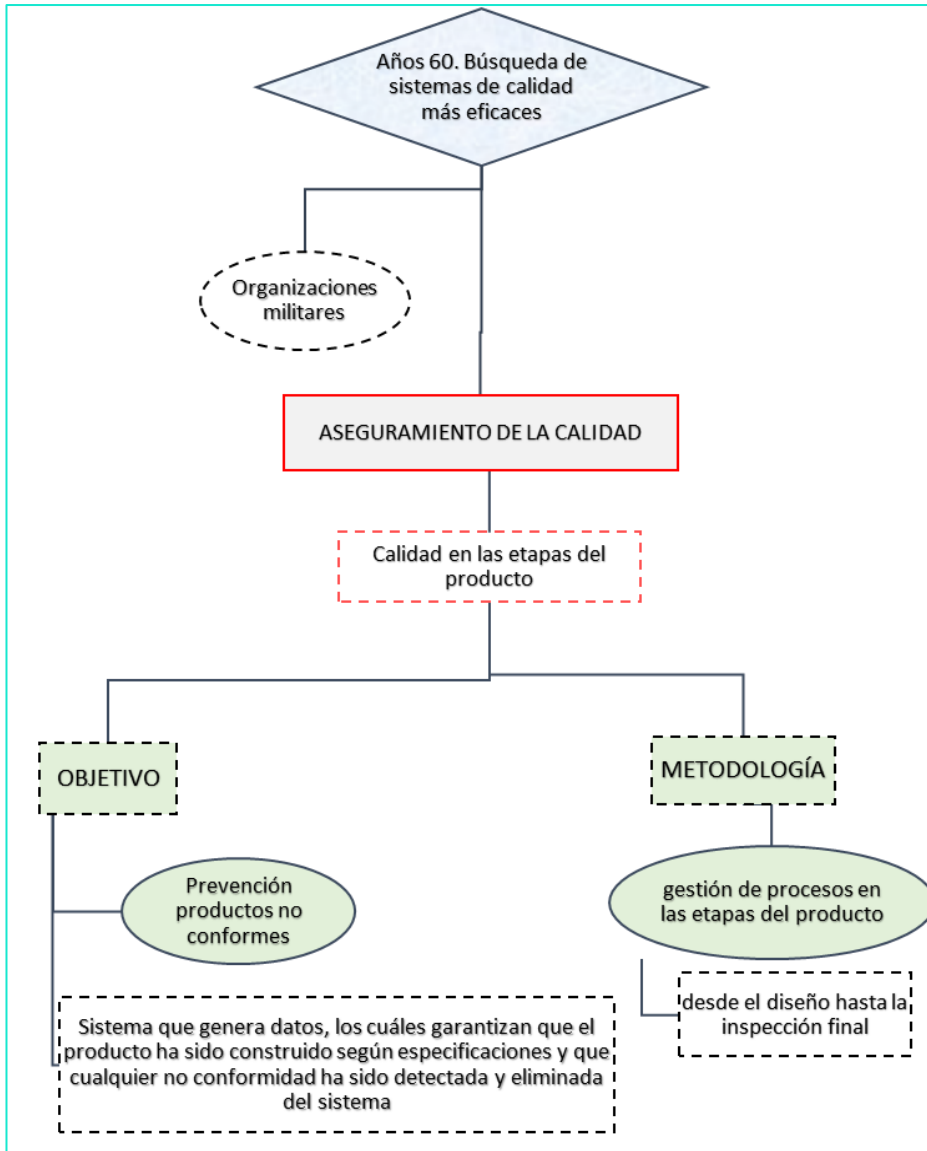 Años 60. Búsqueda de
sistemas de calidad
más eficaces
Organizaciones
militares
ASEGURAMIENTO DE LA CALIDAD
Calidad en las etapas del
producto
OBJETIVO
METODOLOGÍA
Prevención
productos no
conformes
gestión de procesos en
las etapas del producto
Sistema que genera datos, los cuáles garantizan que el
producto ha sido construido según especificaciones y que
cualquier no conformidad ha sido detectada y eliminada
del sistema
desde el diseño hasta la
inspección final